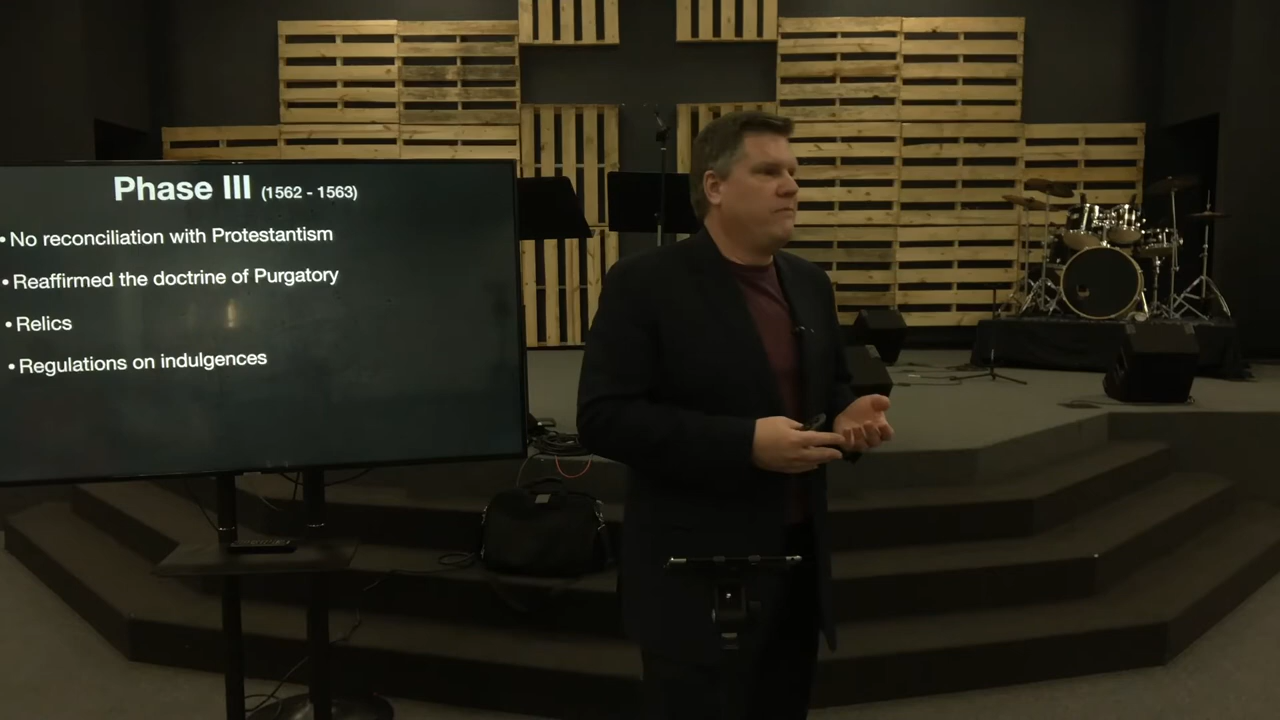 Phase III (1562 - 1563)
• No reconciliation with Protestantism
• Reaffirmed the doctrine of Purgatory
• Relics
• Regulations on indulgences